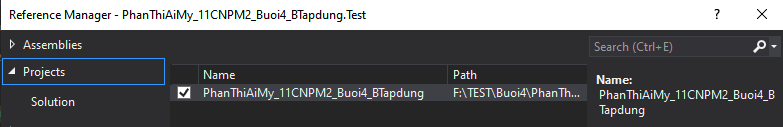 Reference Manager - PhanThiAiMy_11CNPM2_Buoi4_BTapdung.Test
Assemblies
Projects
Solution
Name Path
PhanThiAiMy_11CNPM2_Buoi4_BTapdung F:\TEST\Buoi4\PhanTh...
Search (Ctrl+E)
Name:
PhanThiAiMy_11CNPM2_Buoi4_B
Tapdung